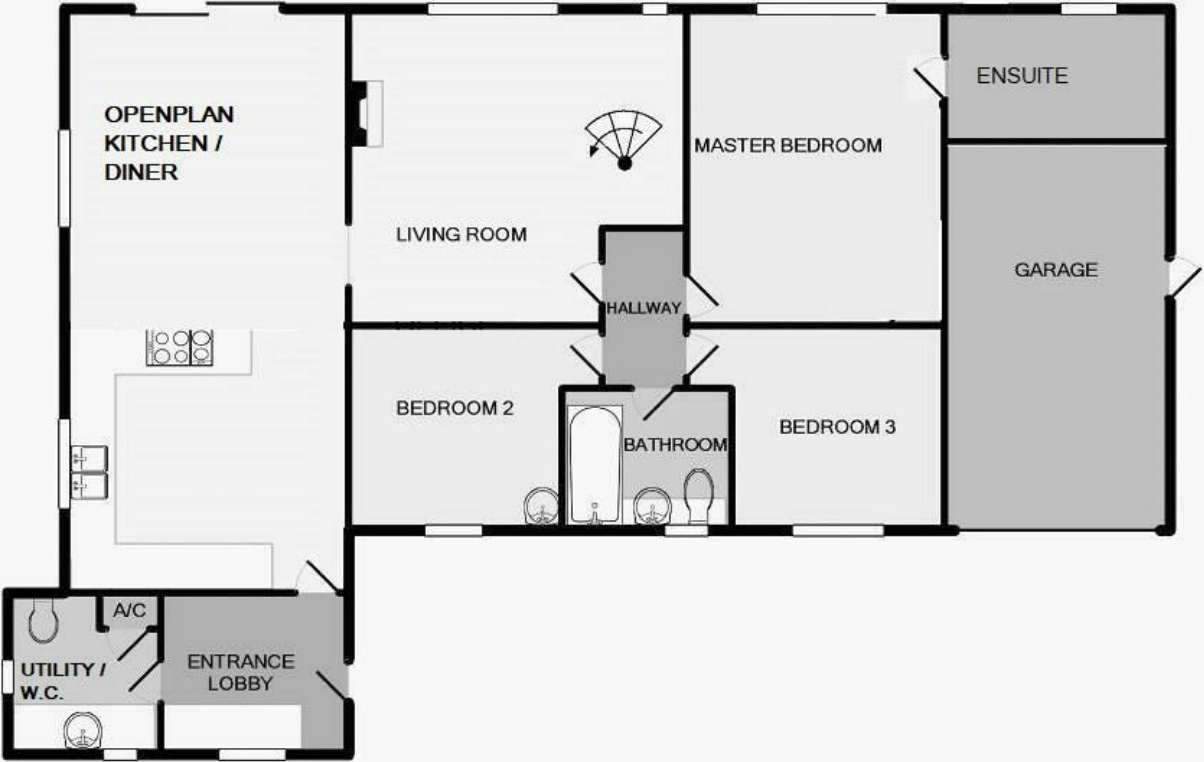 OPENPLAN
KITCHEN /
DINER
LIVING ROOM
MASTER BEDROOM
ENSUITE
GARAGE
HALLWAY
BEDROOM 2
BATHROOM
BEDROOM 3
A/C
UTILITY /
W.C.
ENTRANCE
LOBBY